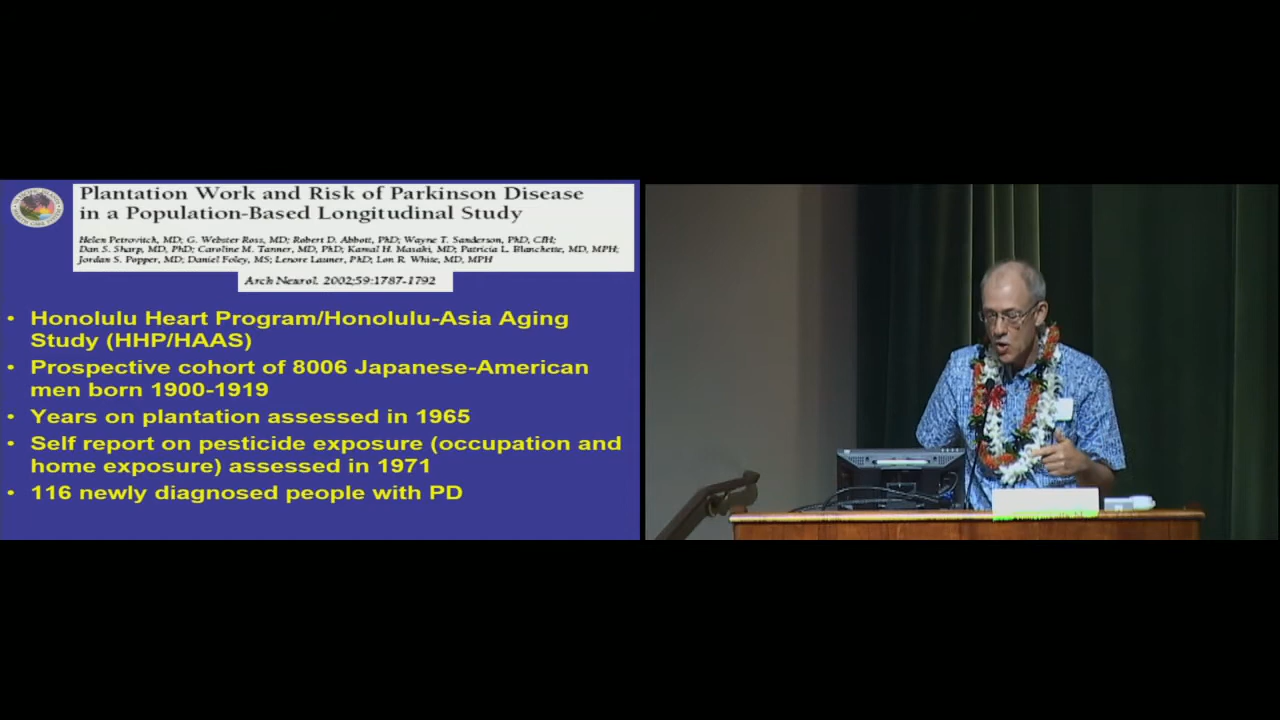 Plantation Work and Risk of Parkinson Disease
in a Population-Based Longitudinal Study
Helen Petrovitch, MD; G. Webster Ross, MD; Robert D. Abbott, PhD; Wayne T. Sanderson, PhD, CIH;
Dan S. Sharp, MD, PhD; Caroline M. Tanner, MD, PhD; Kamal H. Masaki, MD; Patricia L. Blanchette, MD, MPH;
Jordan S. Popper, MD; Daniel Foley, MS; Lenore Launer, PhD; Lon R. White, MD, MPH
Arch Neurol. 2002;59:1787-1792
• Honolulu Heart Program/Honolulu-Asia Aging
Study (HHP/HAAS)
• Prospective cohort of 8006 Japanese-American
men born 1900-1919
• Years on plantation assessed in 1965
• Self report on pesticide exposure (occupation and
home exposure) assessed in 1971
• 116 newly diagnosed people with PD